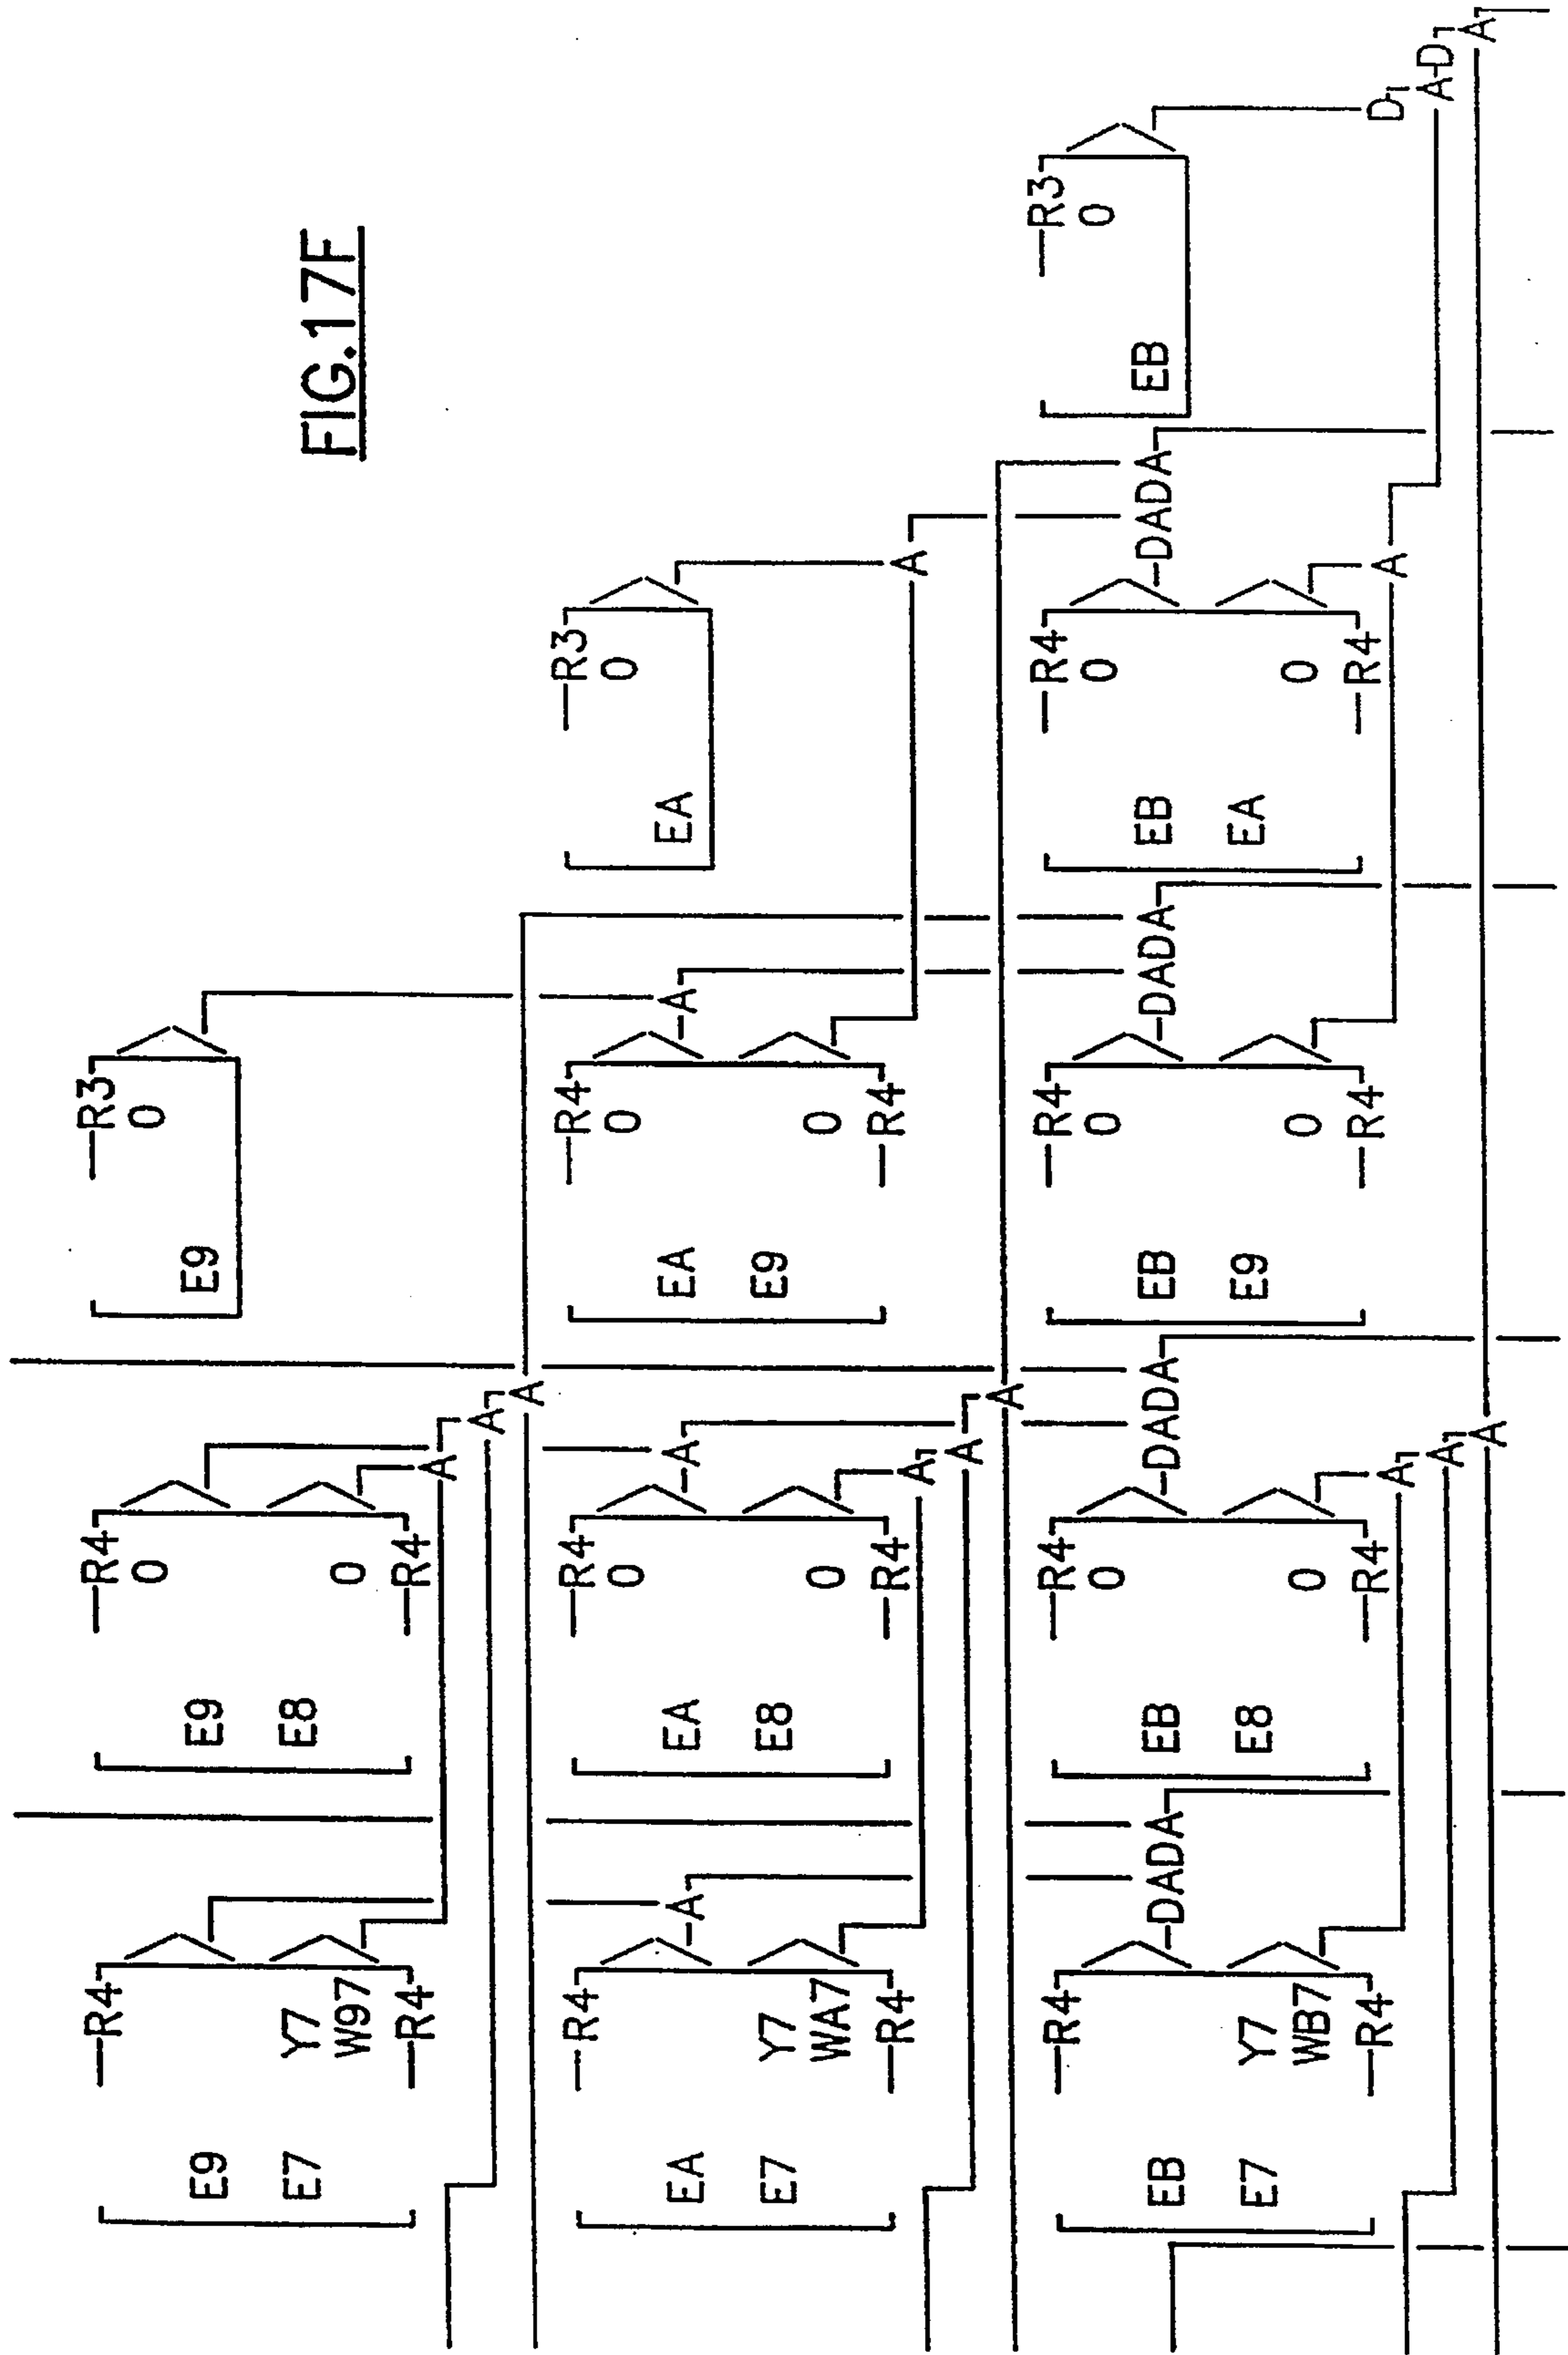 FIG.17F
R4 R4 R3
0 0
E9 E9 E9
E7 Y7 E8
W97 0
R4 R4
A
A
A
R4 R4 R4 R3
0 0 0
EA A EA A EA A EA
E7 Y7 E8 E9
WA7 0 0
R4 R4 R4
A A
A
A
R4 R4 R4 R4 R3
0 0 0 0
EB DADA EB DADA EB DADA EB DADA EB
E7 Y7 E8 E9 EA
WB7 0 0 0
R4 R4 R4 R4
A A D
A A-D
A A